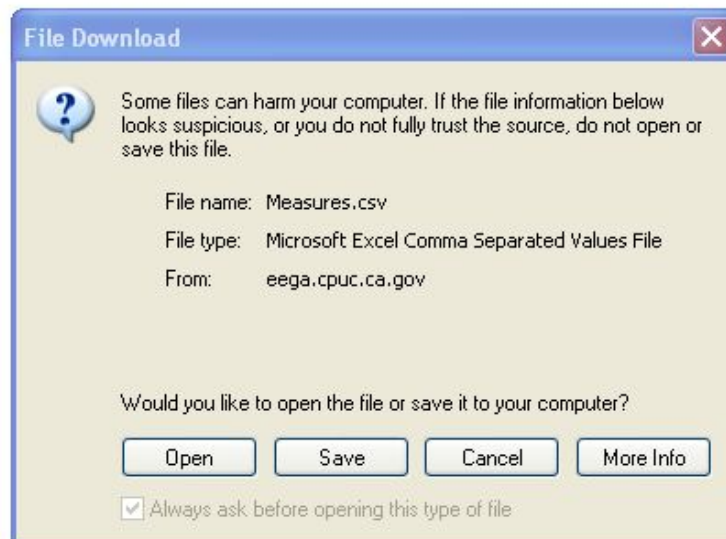 File Download
Some files can harm your computer. If the file information below
looks suspicious, or you do not fully trust the source, do not open or
save this file.
File name: Measures.csv
File type: Microsoft Excel Comma Separated Values File
From: eega.cpuc.ca.gov
Would you like to open the file or save it to your computer?
Open Save Cancel More Info
Always ask before opening this type of file